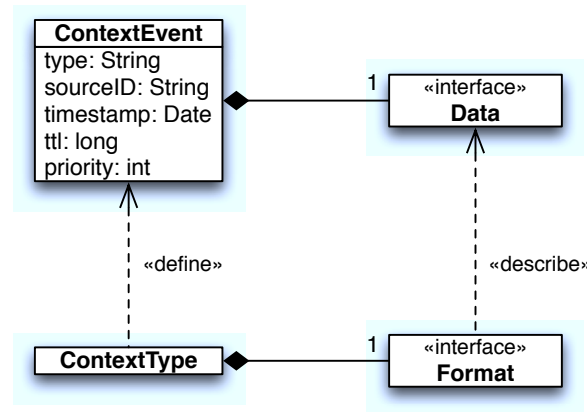 ContextEvent
type: String
sourceID: String
timestamp: Date
ttl: long
priority: int
1
«interface»
Data
«define»
«describe»
ContextType
1
«interface»
Format